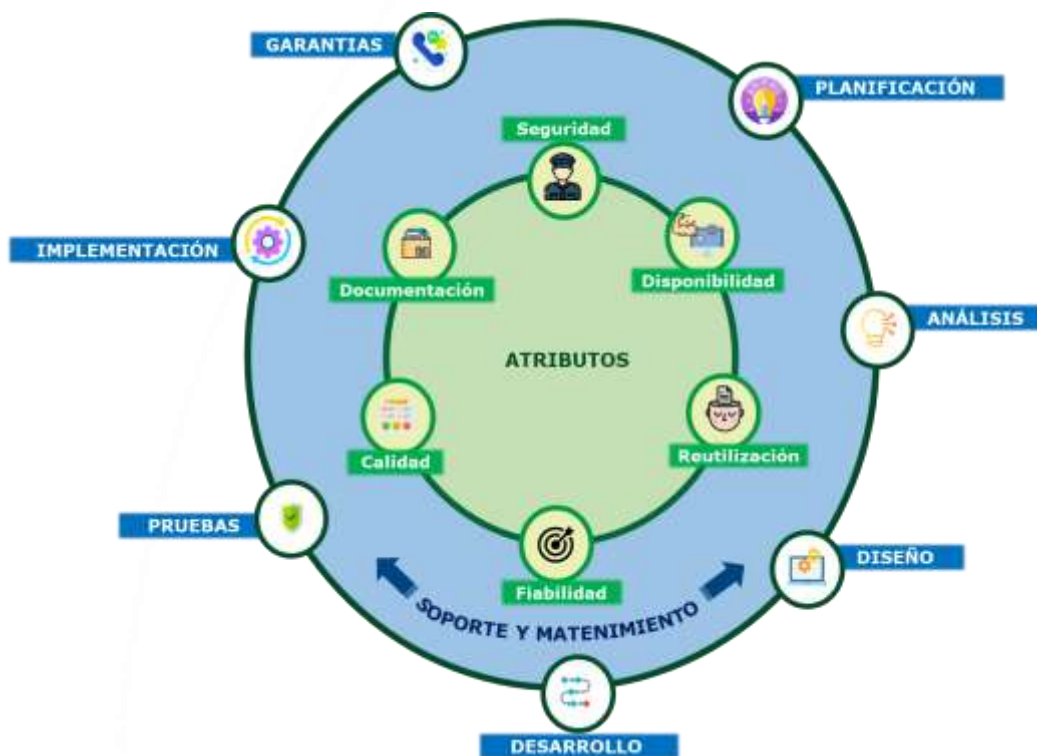 GARANTIAS
PLANIFICACIÓN
Seguridad
IMPLEMENTACIÓN
Documentación
Disponibilidad
ANÁLISIS
ATRIBUTOS
Calidad
Reutilización
PRUEBAS
DISEÑO
Fiabilidad
SOPORTE Y MATENIMIENTO
DESARROLLO